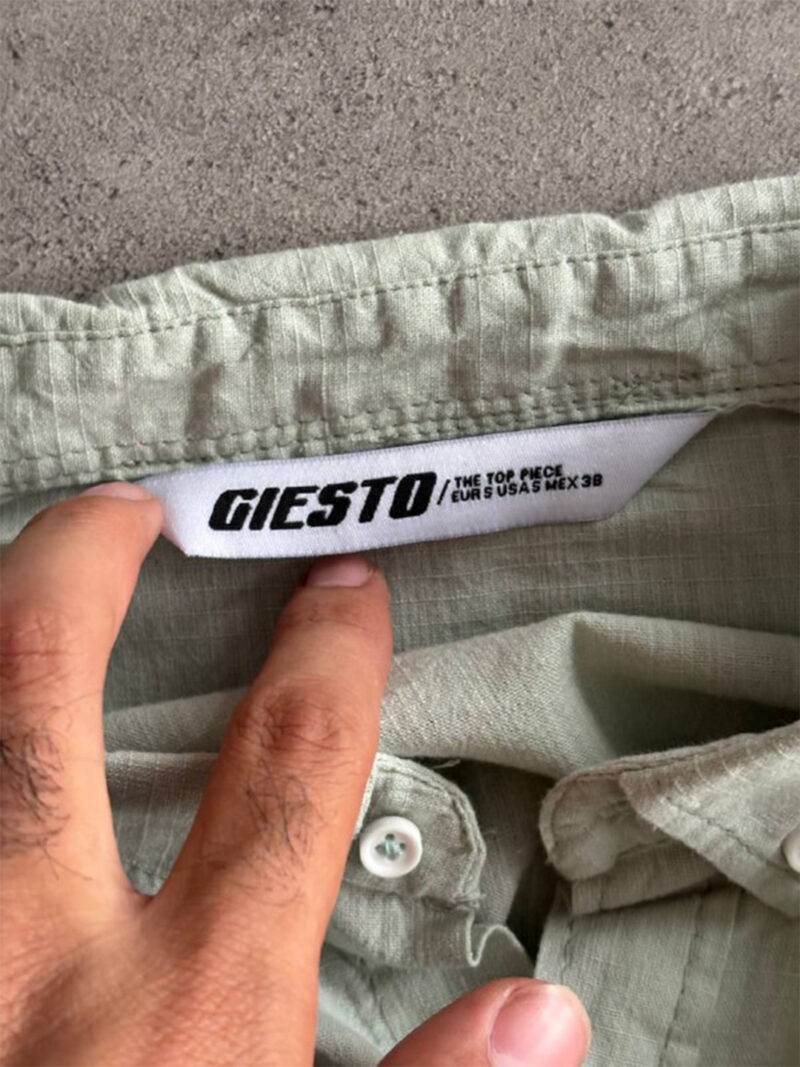 GIESTO /
THE TOP PIECE
EUR S USA S MEX 38